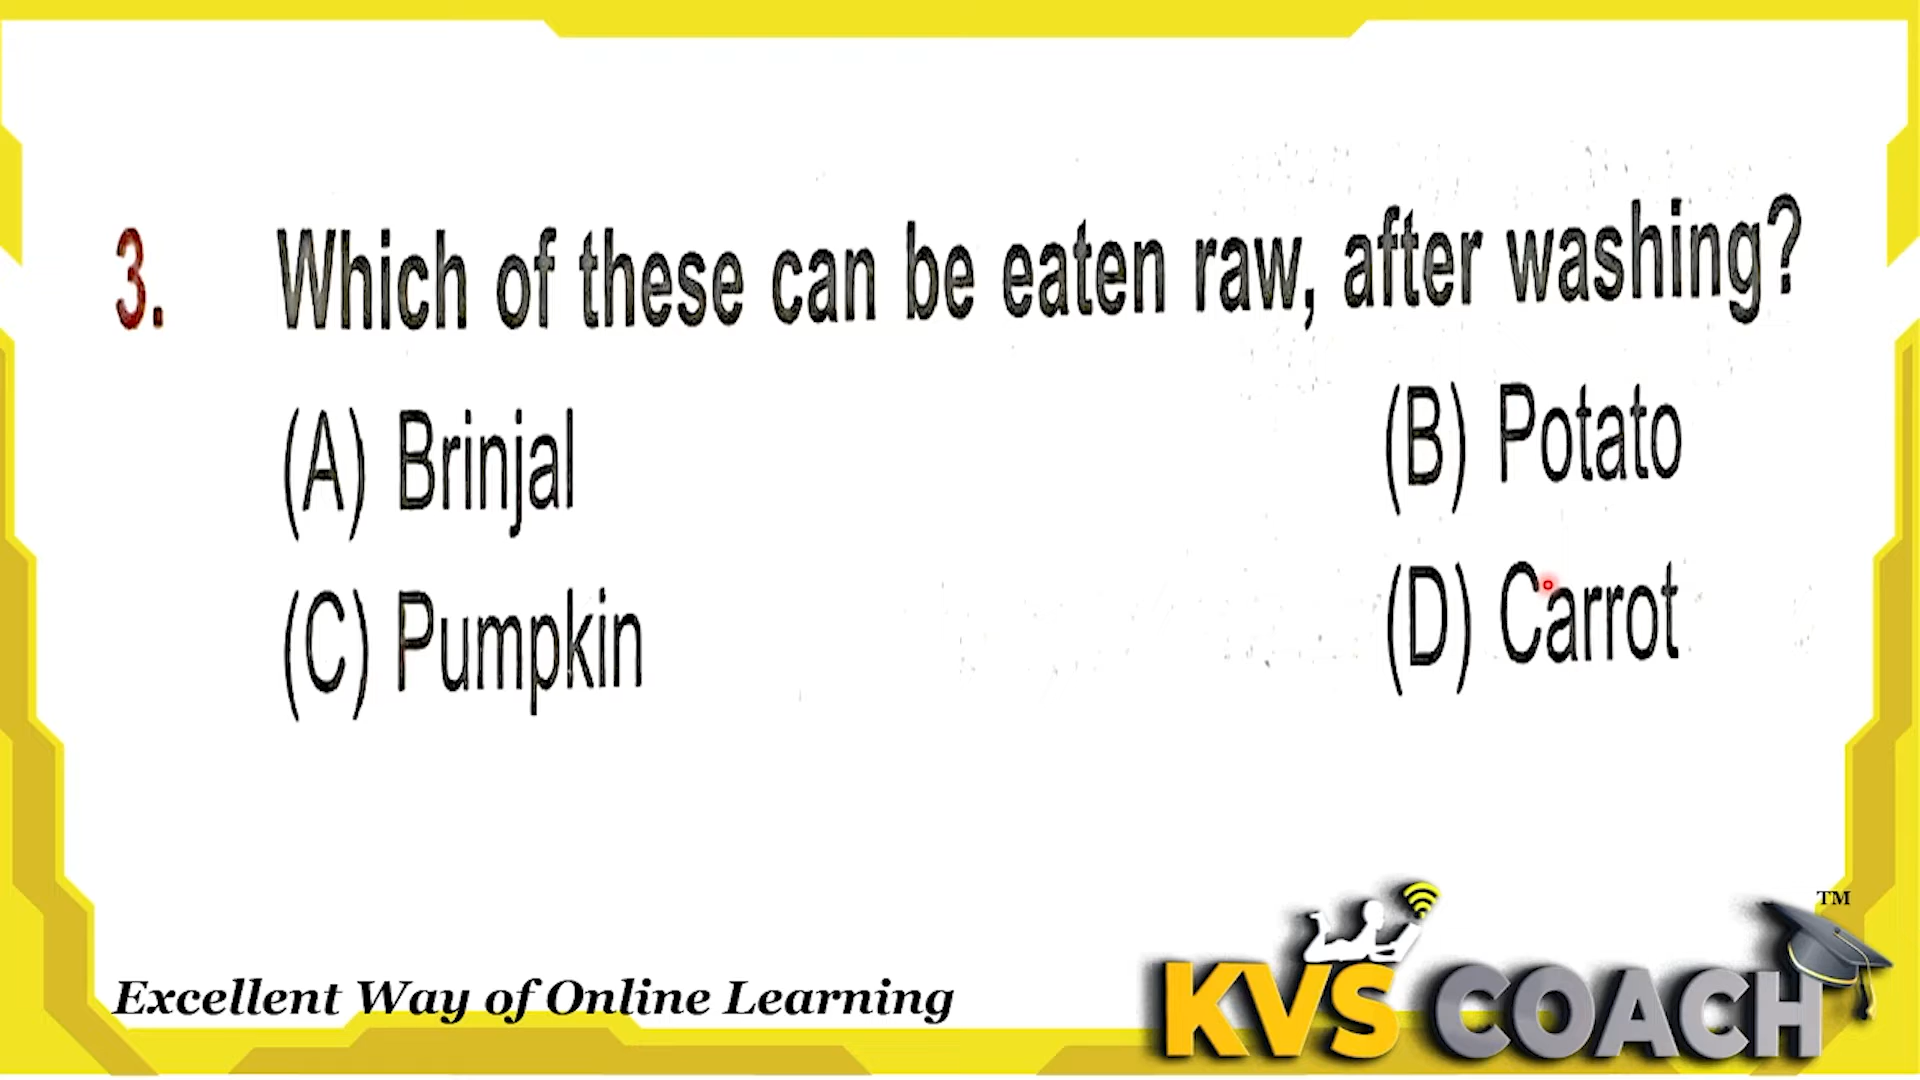 3. Which of these can be eaten raw, after washing?
(A) Brinjal (B) Potato
(C) Pumpkin (D) Carrot
Excellent Way of Online Learning
KVS COACH TM